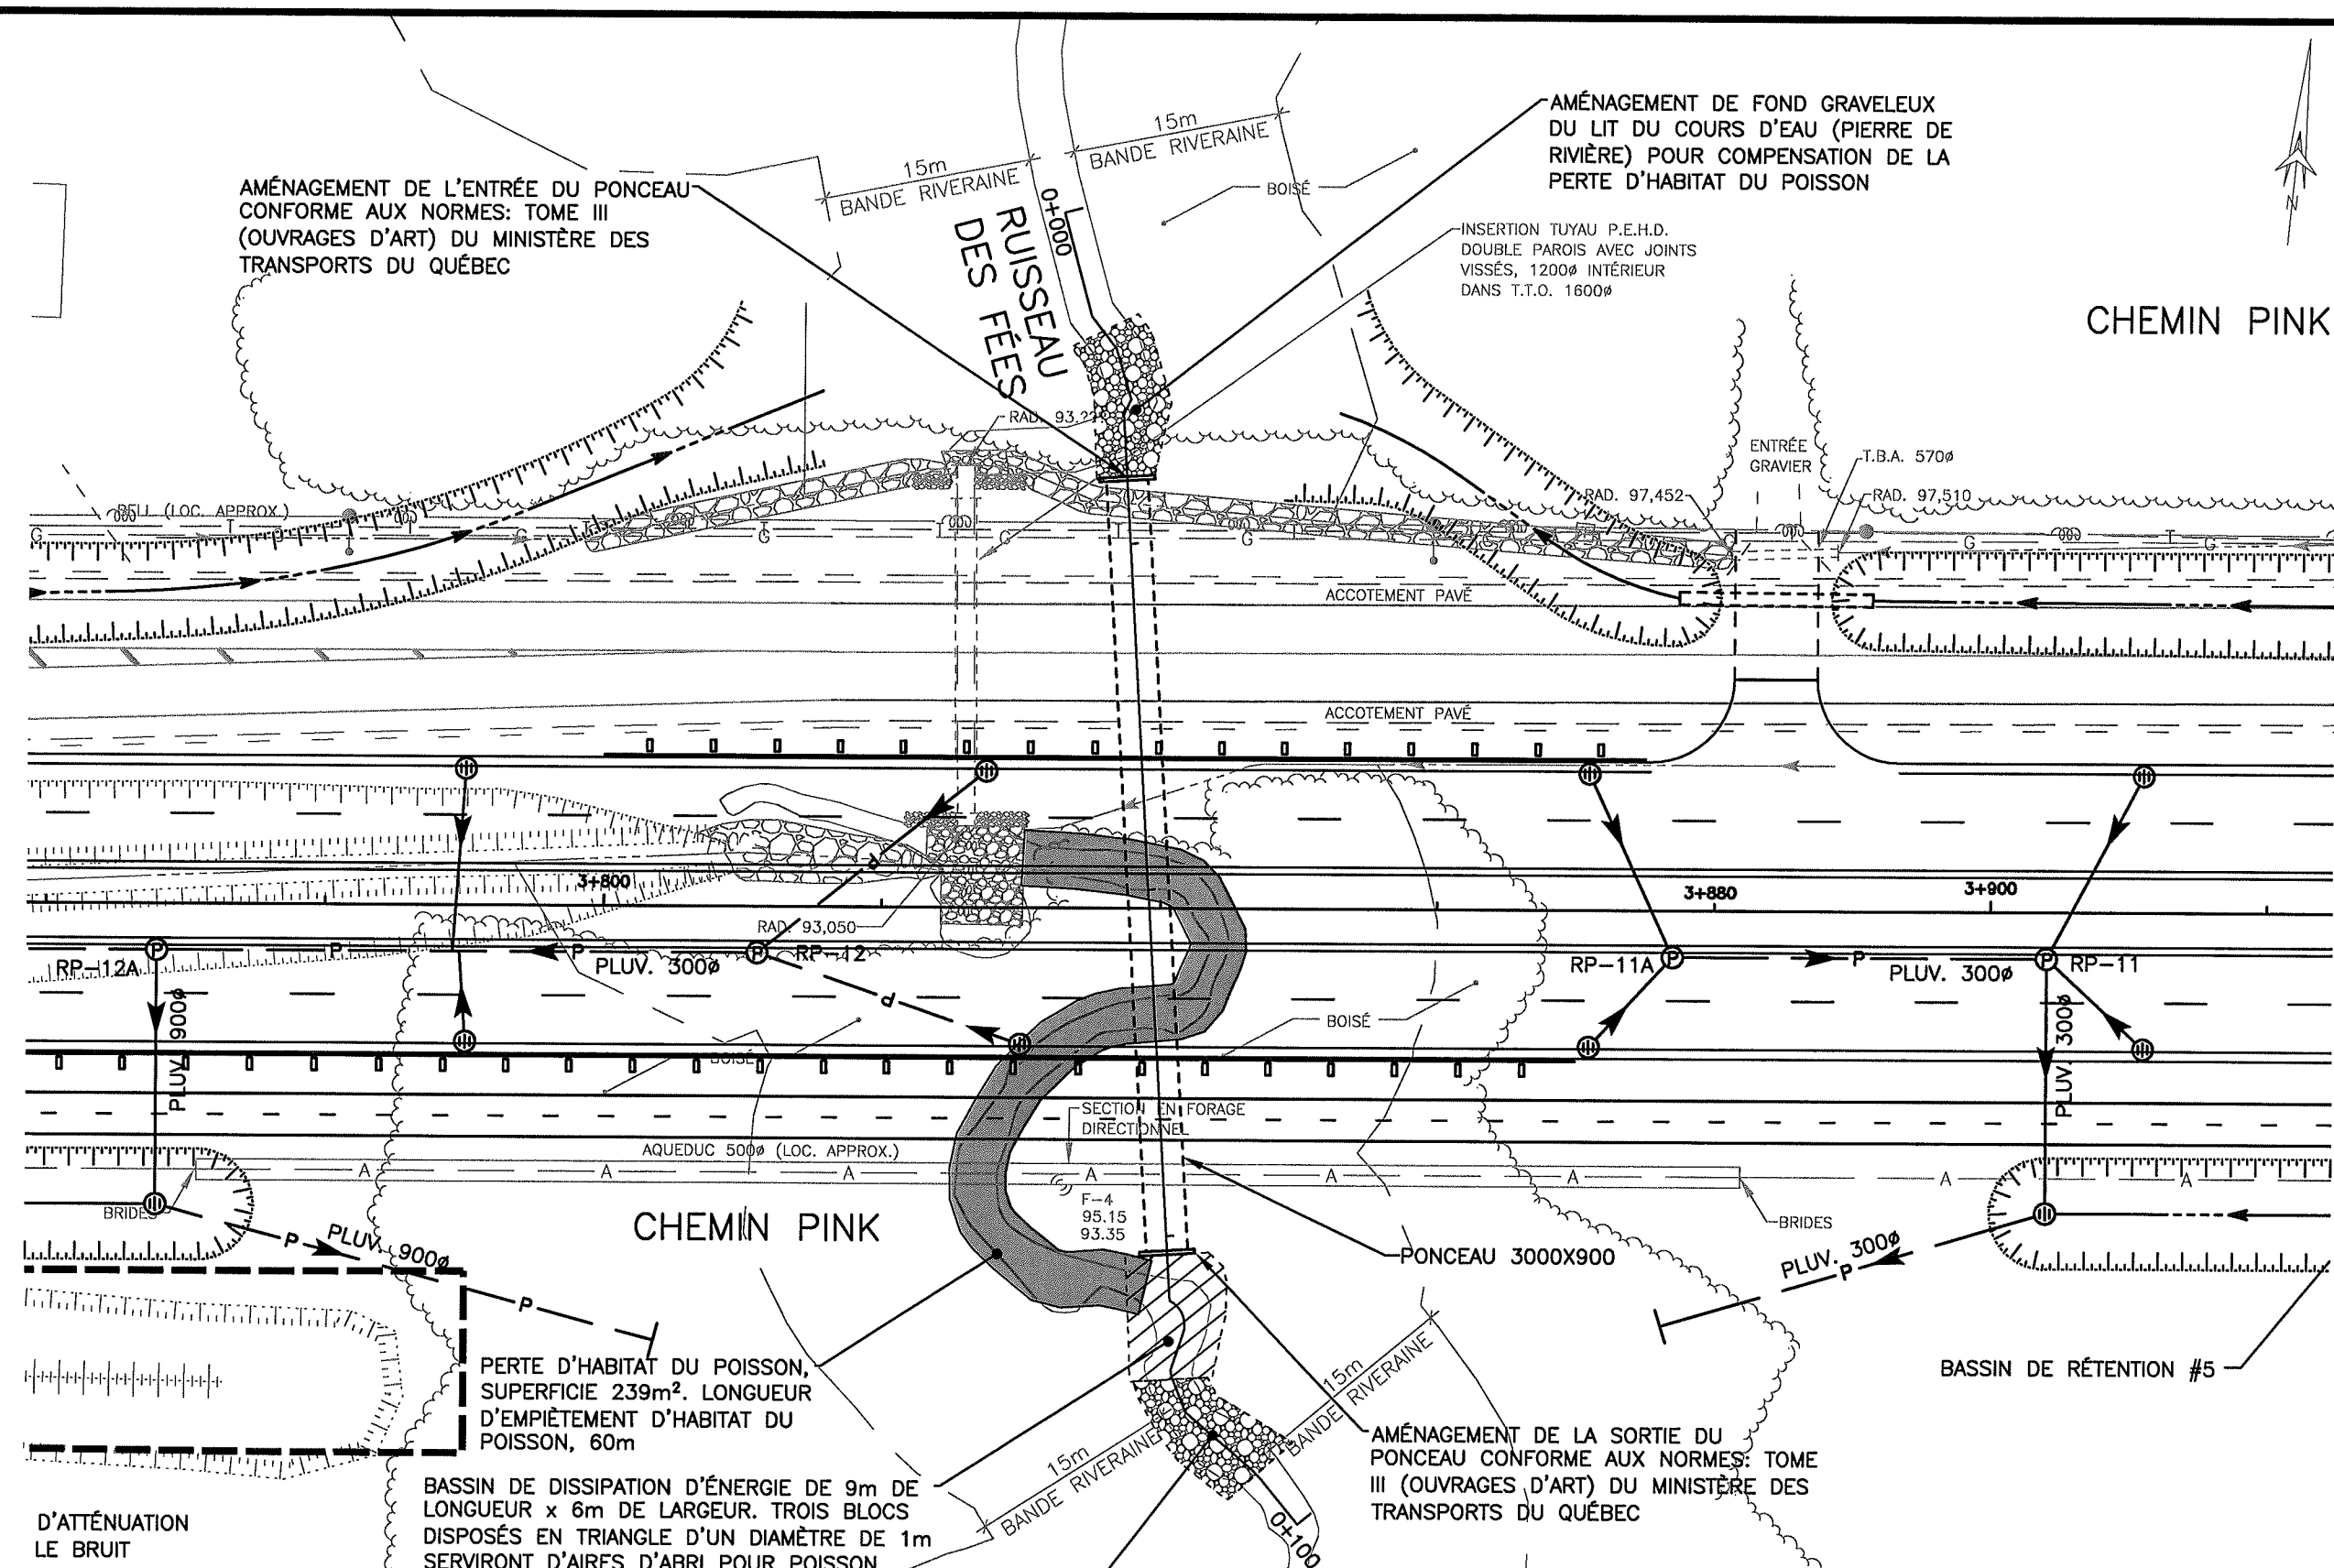 AMÉNAGEMENT DE L'ENTRÉE DU PONCEAU
CONFORME AUX NORMES: TOME III
(OUVRAGES D'ART) DU MINISTÈRE DES
TRANSPORTS DU QUÉBEC
15m
BANDE RIVERAINE
15m
BANDE RIVERAINE
BOISÉ
0+000
RUISSEAU
DES FÉES
AMÉNAGEMENT DE FOND GRAVELEUX
DU LIT DU COURS D'EAU (PIERRE DE
RIVIÈRE) POUR COMPENSATION DE LA
PERTE D'HABITAT DU POISSON
INSERTION TUYAU P.E.H.D.
DOUBLE PAROIS AVEC JOINTS
VISSÉS, 1200ø INTÉRIEUR
DANS T.T.O. 1600ø
N
CHEMIN PINK
RAD. 93.22
ENTRÉE
GRAVIER
T.B.A. 570ø
RAD. 97,452
RAD. 97,510
BELL (LOC. APPROX.)
G
T
G
T
G
T
G
G
T
G
G
T
G
ACCOTEMENT PAVÉ
ACCOTEMENT PAVÉ
P
3+800
3+880
3+900
RAD. 93,050
RP-12A
P
P
P
PLUV. 300ø
P
RP-12
P
RP-11A
P
P
PLUV. 300ø
P
RP-11
PLUV. 900ø
PLUV. 300ø
BOISÉ
BOISÉ
SECTION EN FORAGE
DIRECTIONNEL
AQUEDUC 500ø (LOC. APPROX.)
A
A
A
A
A
A
A
A
BRIDES
F-4
95.15
93.35
BRIDES
CHEMIN PINK
PONCEAU 3000X900
P
PLUV. 900ø
P
PLUV. 300ø
P
PERTE D'HABITAT DU POISSON,
SUPERFICIE 239m². LONGUEUR
D'EMPIÈTEMENT D'HABITAT DU
POISSON, 60m
BASSIN DE RÉTENTION #5
15m
BANDE RIVERAINE
15m
BANDE RIVERAINE
AMÉNAGEMENT DE LA SORTIE DU
PONCEAU CONFORME AUX NORMES: TOME
III (OUVRAGES D'ART) DU MINISTÈRE DES
TRANSPORTS DU QUÉBEC
BASSIN DE DISSIPATION D'ÉNERGIE DE 9m DE
LONGUEUR x 6m DE LARGEUR. TROIS BLOCS
DISPOSÉS EN TRIANGLE D'UN DIAMÈTRE DE 1m
SERVIRONT D'AIRES D'ABRI POUR POISSON
0+100
D'ATTÉNUATION
LE BRUIT